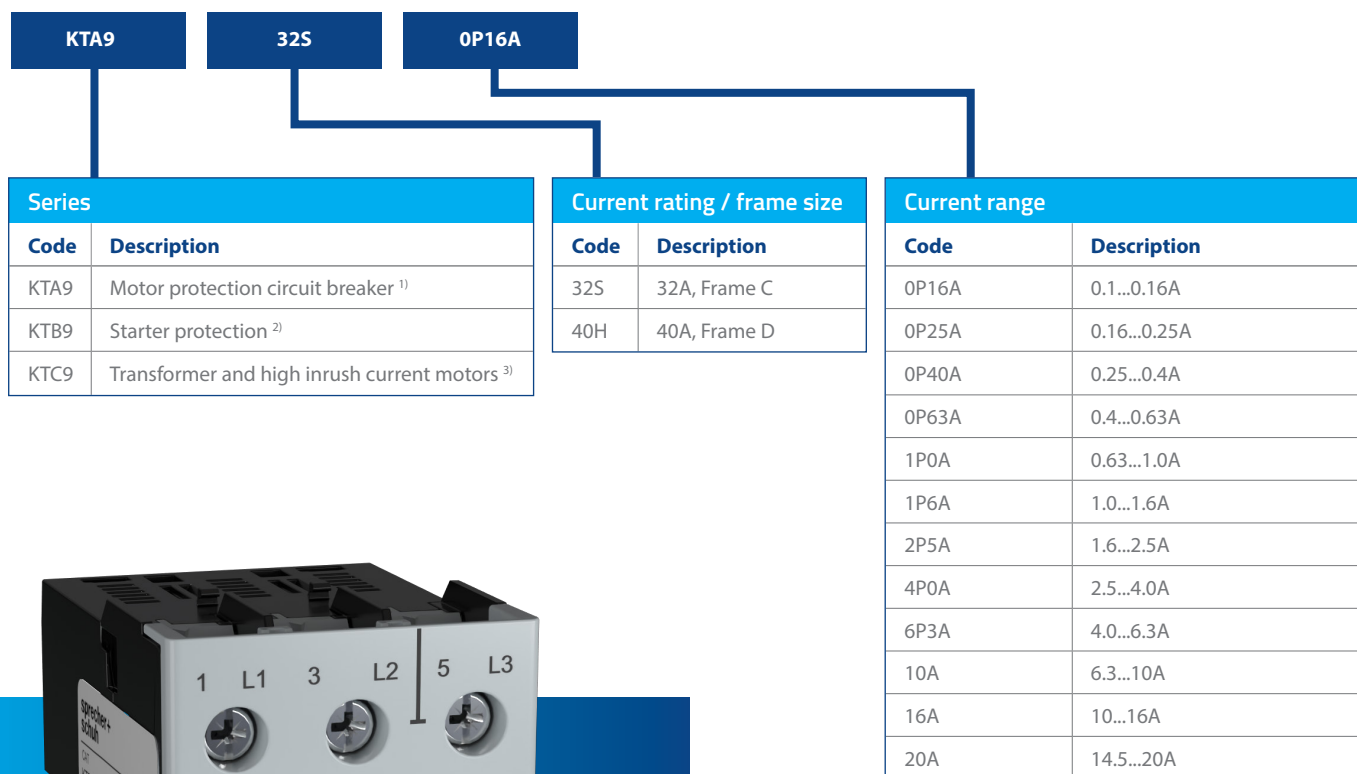 KTA9 32S 0P16A
Series
Code Description
KTA9 Motor protection circuit breaker 1)
KTB9 Starter protection 2)
KTC9 Transformer and high inrush current motors 3)
Current rating / frame size
Code Description
32S 32A, Frame C
40H 40A, Frame D
Current range
Code Description
0P16A 0.1...0.16A
0P25A 0.16...0.25A
0P40A 0.25...0.4A
0P63A 0.4...0.63A
1P0A 0.63...1.0A
1P6A 1.0...1.6A
2P5A 1.6...2.5A
4P0A 2.5...4.0A
6P3A 4.0...6.3A
10A 6.3...10A
16A 10...16A
20A 14.5...20A
1 L1 3 L2 5 L3
sprecher+
schuh
CAT